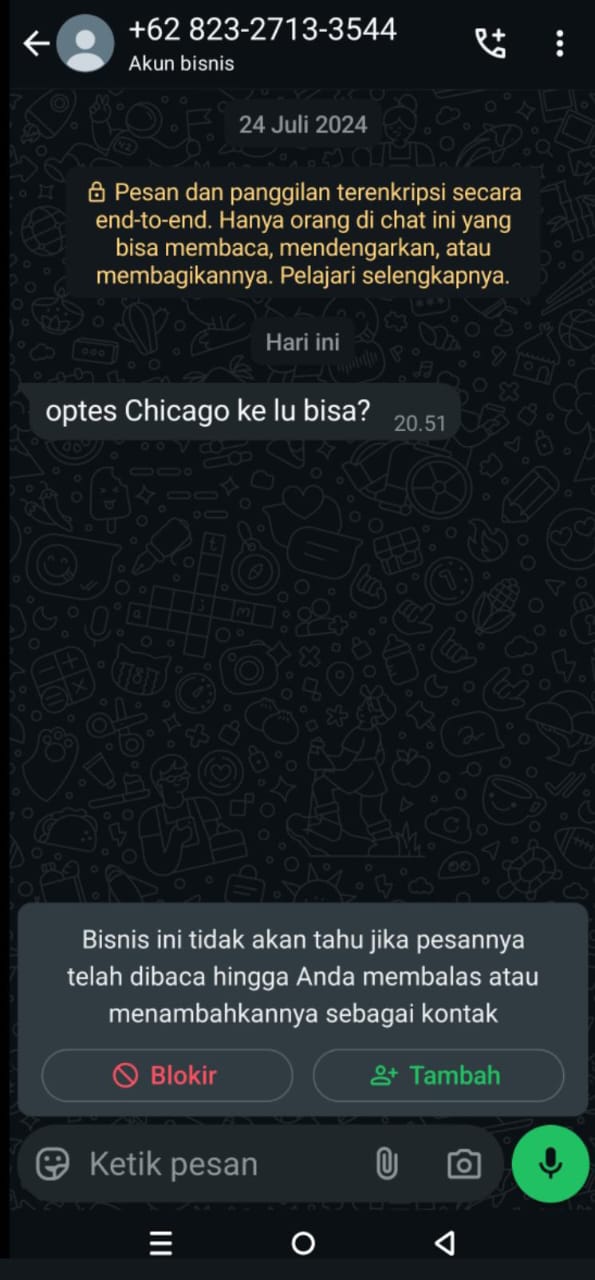 +62 823-2713-3544
Akun bisnis
24 Juli 2024
Pesan dan panggilan terenkripsi secara
end-to-end. Hanya orang di chat ini yang
bisa membaca, mendengarkan, atau
membagikannya. Pelajari selengkapnya.
Hari ini
optes Chicago ke lu bisa? 20.51
Bisnis ini tidak akan tahu jika pesannya
telah dibaca hingga Anda membalas atau
menambahkannya sebagai kontak
Blokir Tambah
Ketik pesan